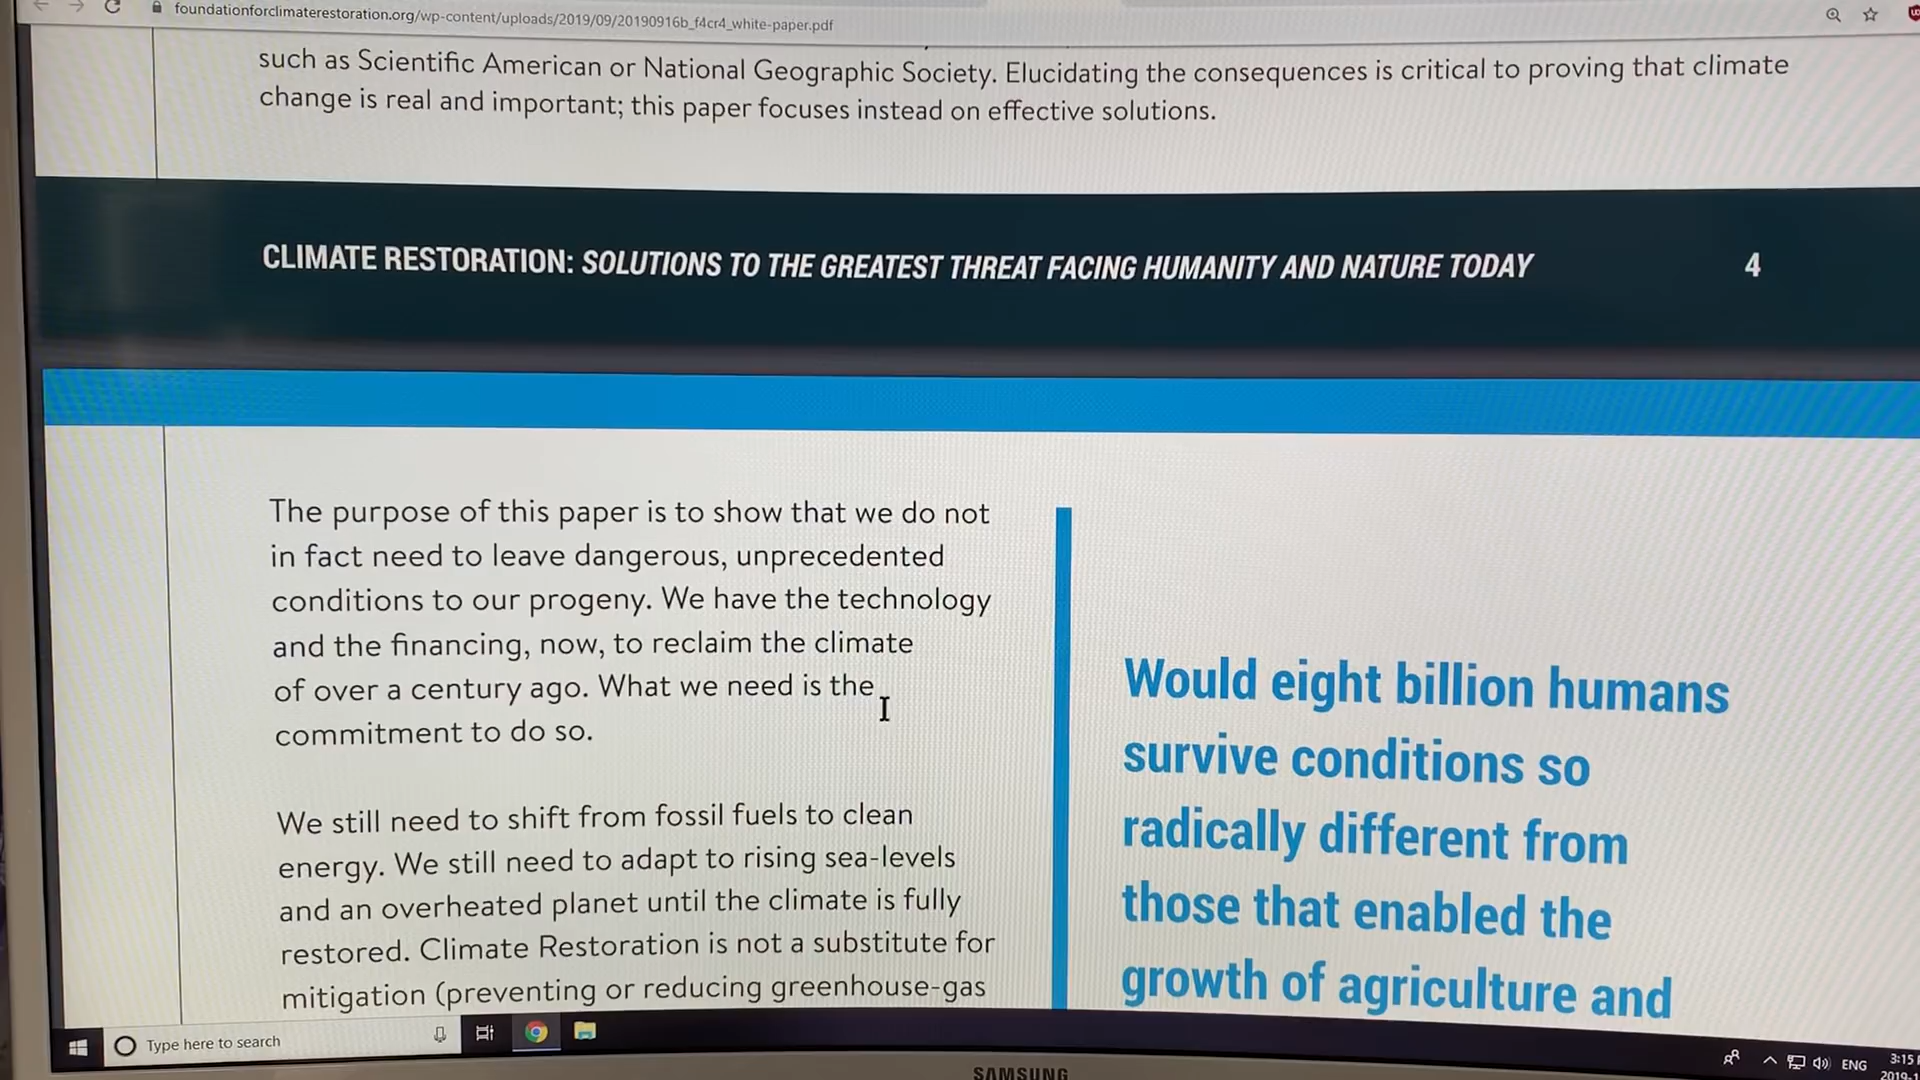 foundationforclimaterestoration.org/wp-content/uploads/2019/09/20190916b_f4cr4_white-paper.pdf
such as Scientific American or National Geographic Society. Elucidating the consequences is critical to proving that climate
change is real and important; this paper focuses instead on effective solutions.
CLIMATE RESTORATION: SOLUTIONS TO THE GREATEST THREAT FACING HUMANITY AND NATURE TODAY 4
The purpose of this paper is to show that we do not
in fact need to leave dangerous, unprecedented
conditions to our progeny. We have the technology
and the financing, now, to reclaim the climate
of over a century ago. What we need is the
commitment to do so.
We still need to shift from fossil fuels to clean
energy. We still need to adapt to rising sea-levels
and an overheated planet until the climate is fully
restored. Climate Restoration is not a substitute for
mitigation (preventing or reducing greenhouse-gas
Would eight billion humans
survive conditions so
radically different from
those that enabled the
growth of agriculture and
Type here to search
ENG
3:15
SAMSUNG